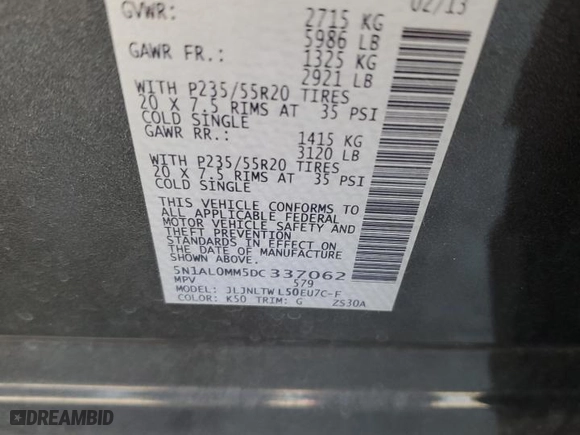 02/13
GVWR: 2715 KG
5986 LB
GAWR FR.: 1325 KG
2921 LB
WITH P235/55R20 TIRES
20 X 7.5 RIMS AT 35 PSI
COLD SINGLE
GAWR RR.: 1415 KG
3120 LB
WITH P235/55R20 TIRES
20 X 7.5 RIMS AT 35 PSI
COLD SINGLE
THIS VEHICLE CONFORMS TO
ALL APPLICABLE FEDERAL
MOTOR VEHICLE SAFETY AND
THEFT PREVENTION
STANDARDS IN EFFECT ON
THE DATE OF MANUFACTURE
SHOWN ABOVE.
5N1AL0MM5DC337062
MPV 579
MODEL: JLJNLTWL50EU7C-F
COLOR: K50 TRIM: G ZS30A
DREAMBID